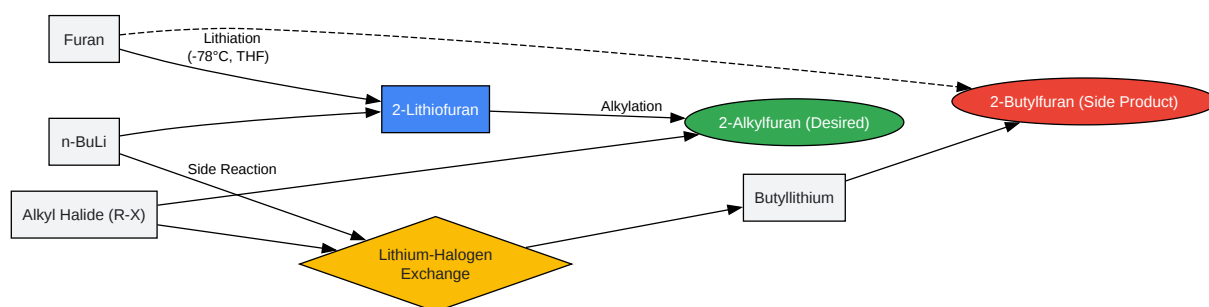 Furan
Lithiation
(-78°C, THF)
2-Butylfuran (Side Product)
2-Lithiofuran
Alkylation
2-Alkylfuran (Desired)
n-BuLi
Side Reaction
Butyllithium
Alkyl Halide (R-X)
Lithium-Halogen
Exchange